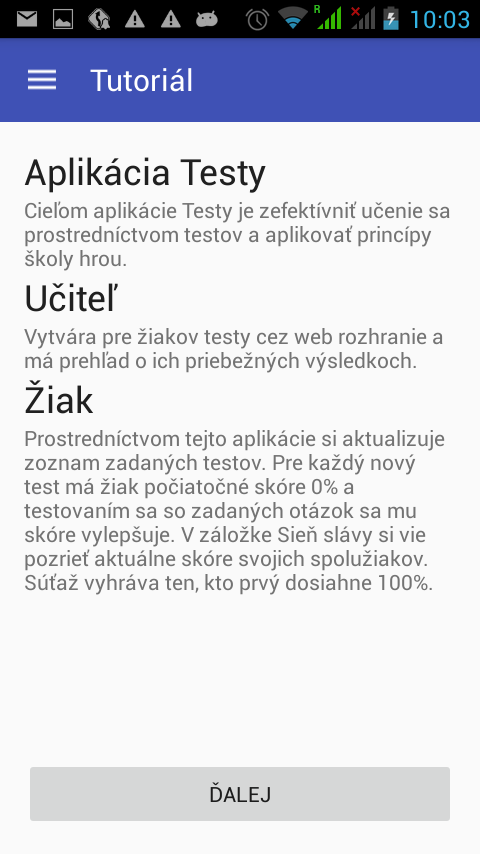 R
10:03
Tutoriál
Aplikácia Testy
Cieľom aplikácie Testy je zefektívniť učenie sa
prostredníctvom testov a aplikovať princípy
školy hrou.
Učiteľ
Vytvára pre žiakov testy cez web rozhranie a
má prehľad o ich priebežných výsledkoch.
Žiak
Prostredníctvom tejto aplikácie si aktualizuje
zoznam zadaných testov. Pre každý nový
test má žiak počiatočné skóre 0% a
testovaním sa so zadaných otázok sa mu
skóre vylepšuje. V záložke Sieň slávy si vie
pozrieť aktuálne skóre svojich spolužiakov.
Súťaž vyhráva ten, kto prvý dosiahne 100%.
ĎALEJ